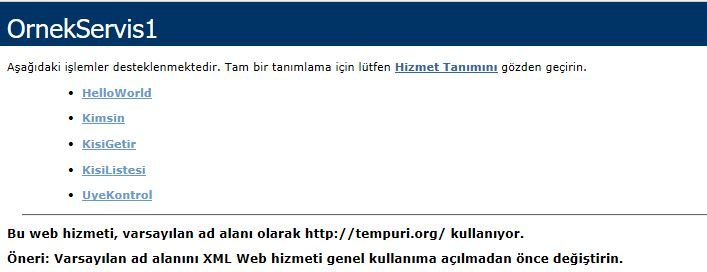 OrnekServis1
Aşağıdaki işlemler desteklenmektedir. Tam bir tanımlama için lütfen Hizmet Tanımını gözden geçirin.
HelloWorld
Kimsin
KisiGetir
KisiListesi
UyeKontrol
Bu web hizmeti, varsayılan ad alanı olarak http://tempuri.org/ kullanıyor.
Öneri: Varsayılan ad alanını XML Web hizmeti genel kullanıma açılmadan önce değiştirin.